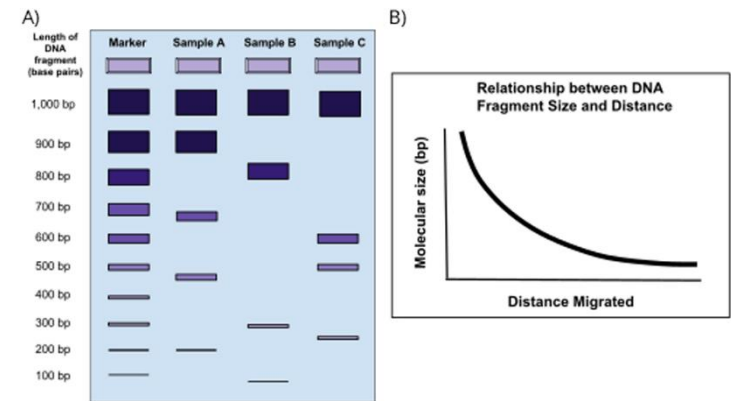 A)
Length of
DNA
fragment
(base pairs)
Marker
Sample A
Sample B
Sample C
1,000 bp
900 bp
800 bp
700 bp
600 bp
500 bp
400 bp
300 bp
200 bp
100 bp
B)
Relationship between DNA
Fragment Size and Distance
Molecular size (bp)
Distance Migrated